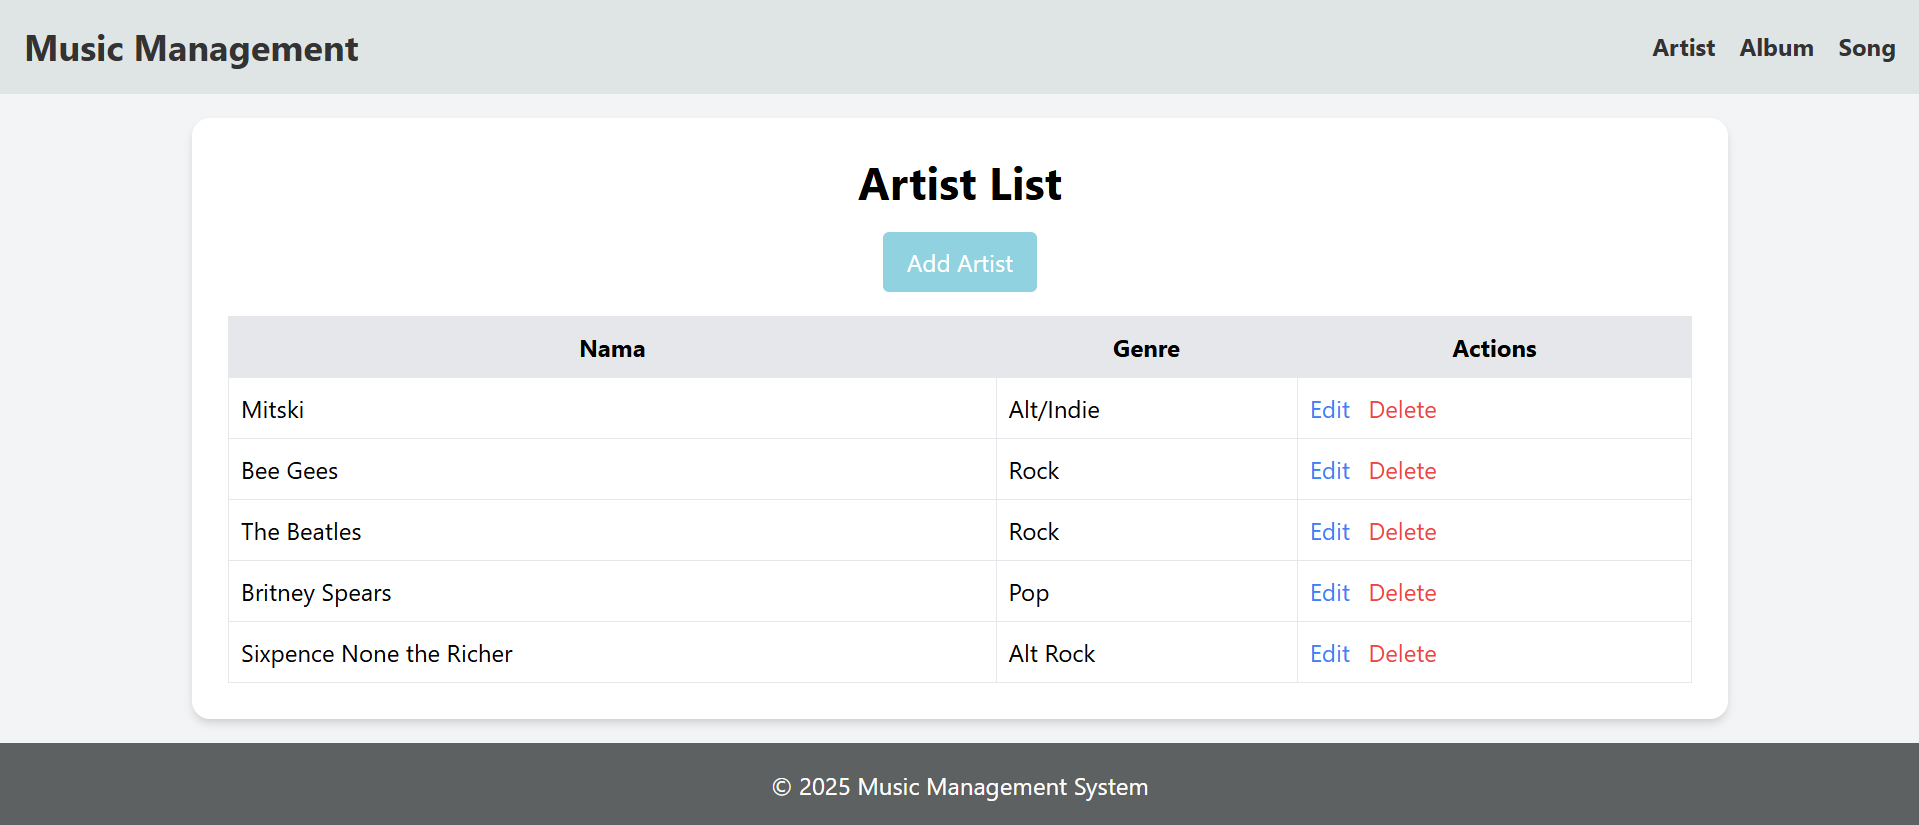 Music Management Artist Album Song
Artist List
Add Artist
Nama Genre Actions
Mitski Alt/Indie Edit Delete
Bee Gees Rock Edit Delete
The Beatles Rock Edit Delete
Britney Spears Pop Edit Delete
Sixpence None the Richer Alt Rock Edit Delete
© 2025 Music Management System